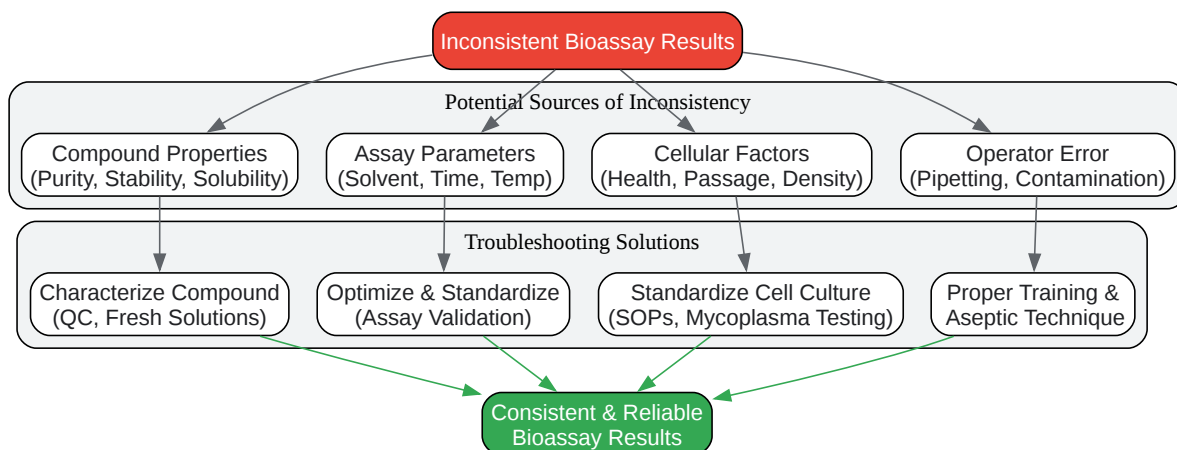 Inconsistent Bioassay Results
Potential Sources of Inconsistency
Compound Properties
(Purity, Stability, Solubility)
Assay Parameters
(Solvent, Time, Temp)
Cellular Factors
(Health, Passage, Density)
Operator Error
(Pipetting, Contamination)
Troubleshooting Solutions
Characterize Compound
(QC, Fresh Solutions)
Optimize & Standardize
(Assay Validation)
Standardize Cell Culture
(SOPs, Mycoplasma Testing)
Proper Training &
Aseptic Technique
Consistent & Reliable
Bioassay Results